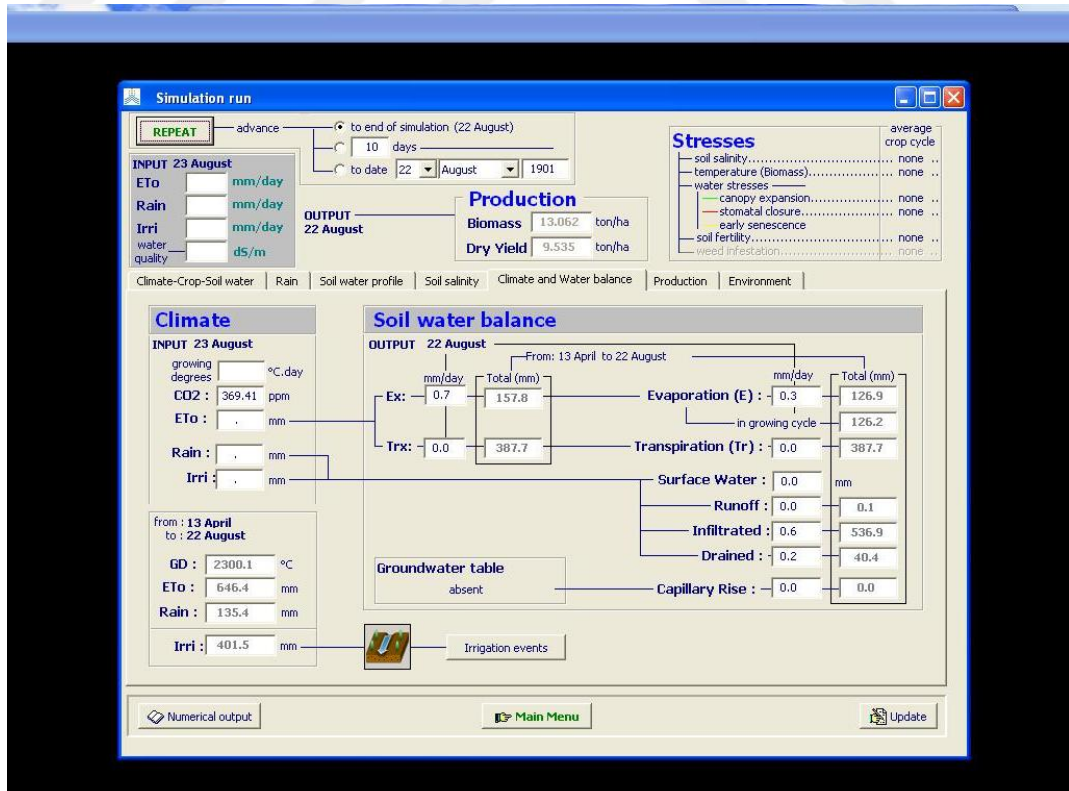 Simulation run
REPEAT advance to end of simulation (22 August)
10 days
to date 22 August 1901
INPUT 23 August
ETo mm/day
Rain mm/day
Irri mm/day
water quality dS/m
OUTPUT
22 August
Production
Biomass 13.062 ton/ha
Dry Yield 9.535 ton/ha
Stresses average crop cycle
soil salinity none
temperature (Biomass) none
water stresses
canopy expansion none
stomatal closure none
early senescence
soil fertility none
weed infestation none
Climate-Crop-Soil water Rain Soil water profile Soil salinity Climate and Water balance Production Environment
Climate
INPUT 23 August
growing degrees °C.day
CO2 : 369.41 ppm
ETo : . mm
Rain : . mm
Irri : . mm
from : 13 April
to : 22 August
GD : 2300.1 °C
ETo : 646.4 mm
Rain : 135.4 mm
Irri : 401.5 mm
Soil water balance
OUTPUT 22 August
From: 13 April to 22 August
mm/day Total (mm) mm/day Total (mm)
Ex: 0.7 157.8 Evaporation (E) : 0.3 126.9
in growing cycle 126.2
Trx: 0.0 387.7 Transpiration (Tr) : 0.0 387.7
Surface Water : 0.0 mm
Runoff : 0.0 0.1
Infiltrated : 0.6 536.9
Drained : 0.2 40.4
Groundwater table
absent Capillary Rise : 0.0 0.0
Irrigation events
Numerical output Main Menu Update